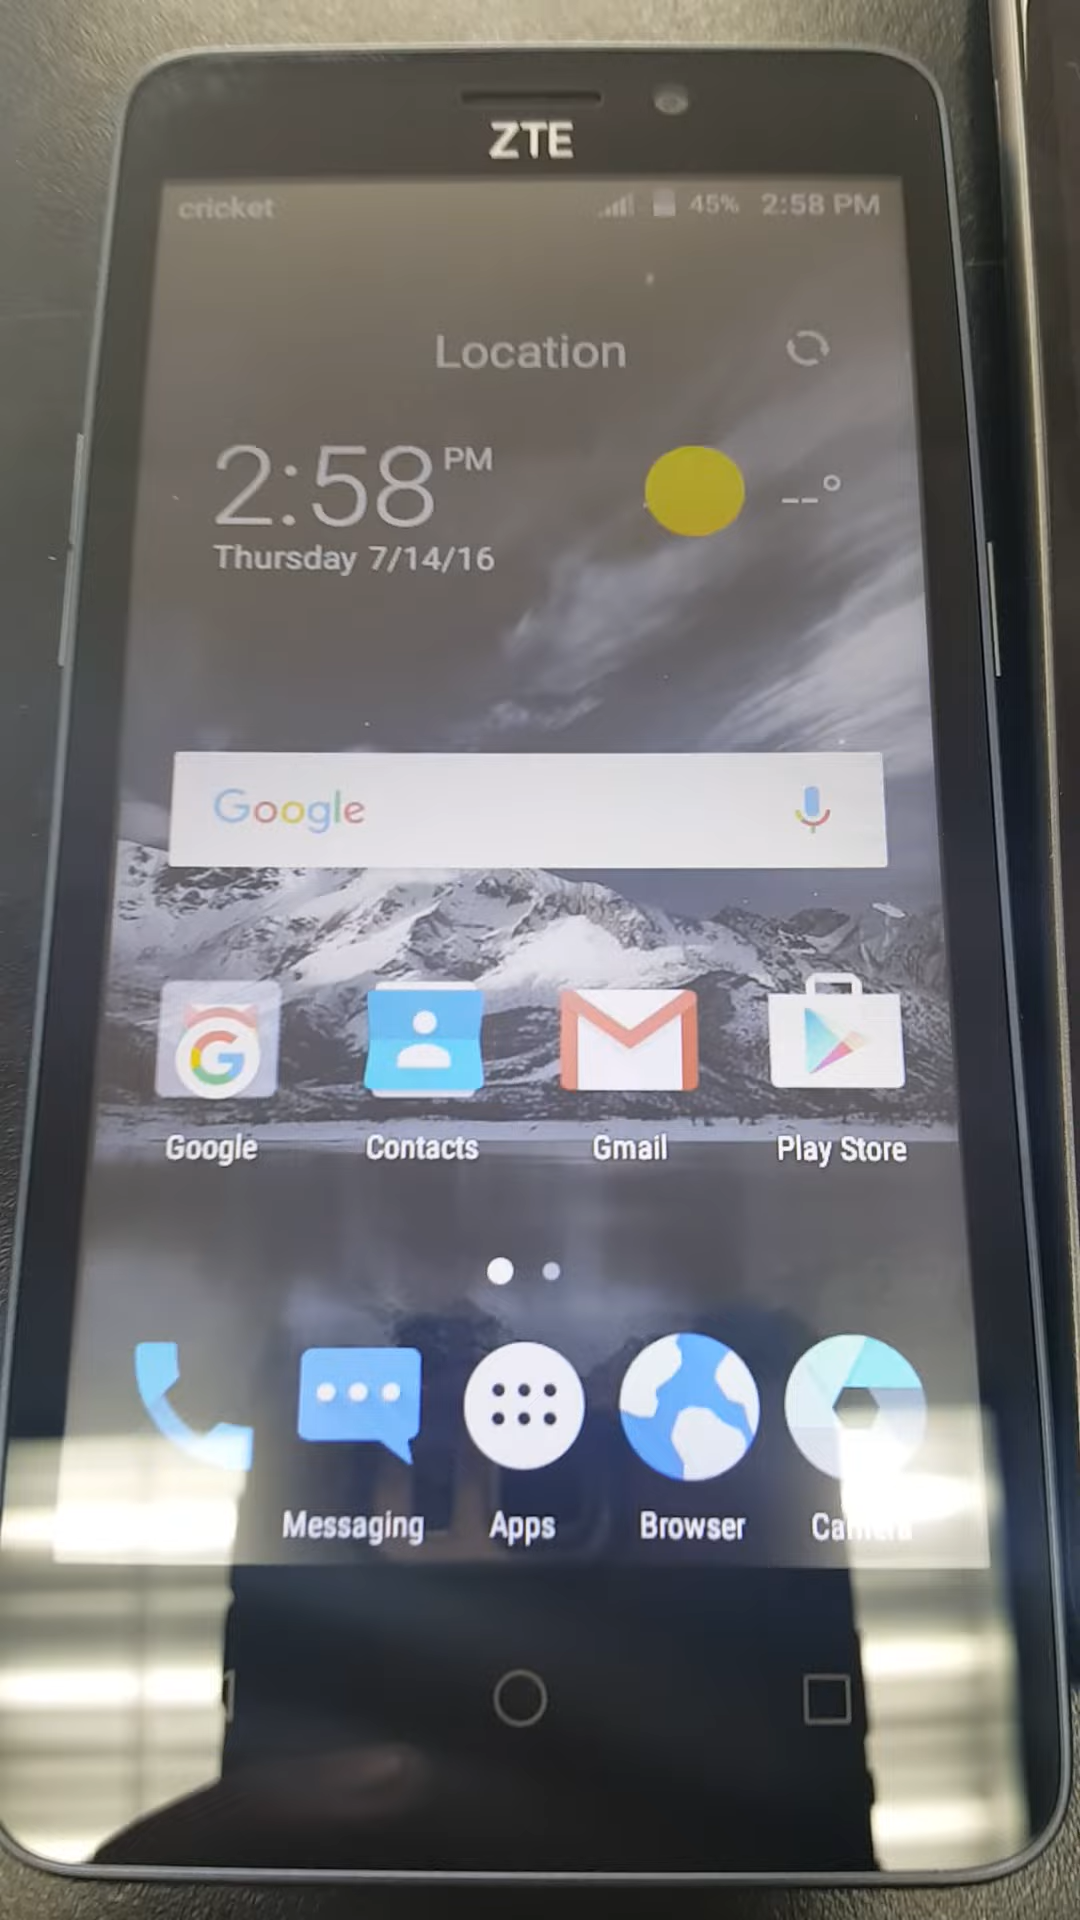 ZTE
cricket 45% 2:58 PM
Location
2:58 PM --°
Thursday 7/14/16
Google
Google Contacts Gmail Play Store
Messaging Apps Browser Camera